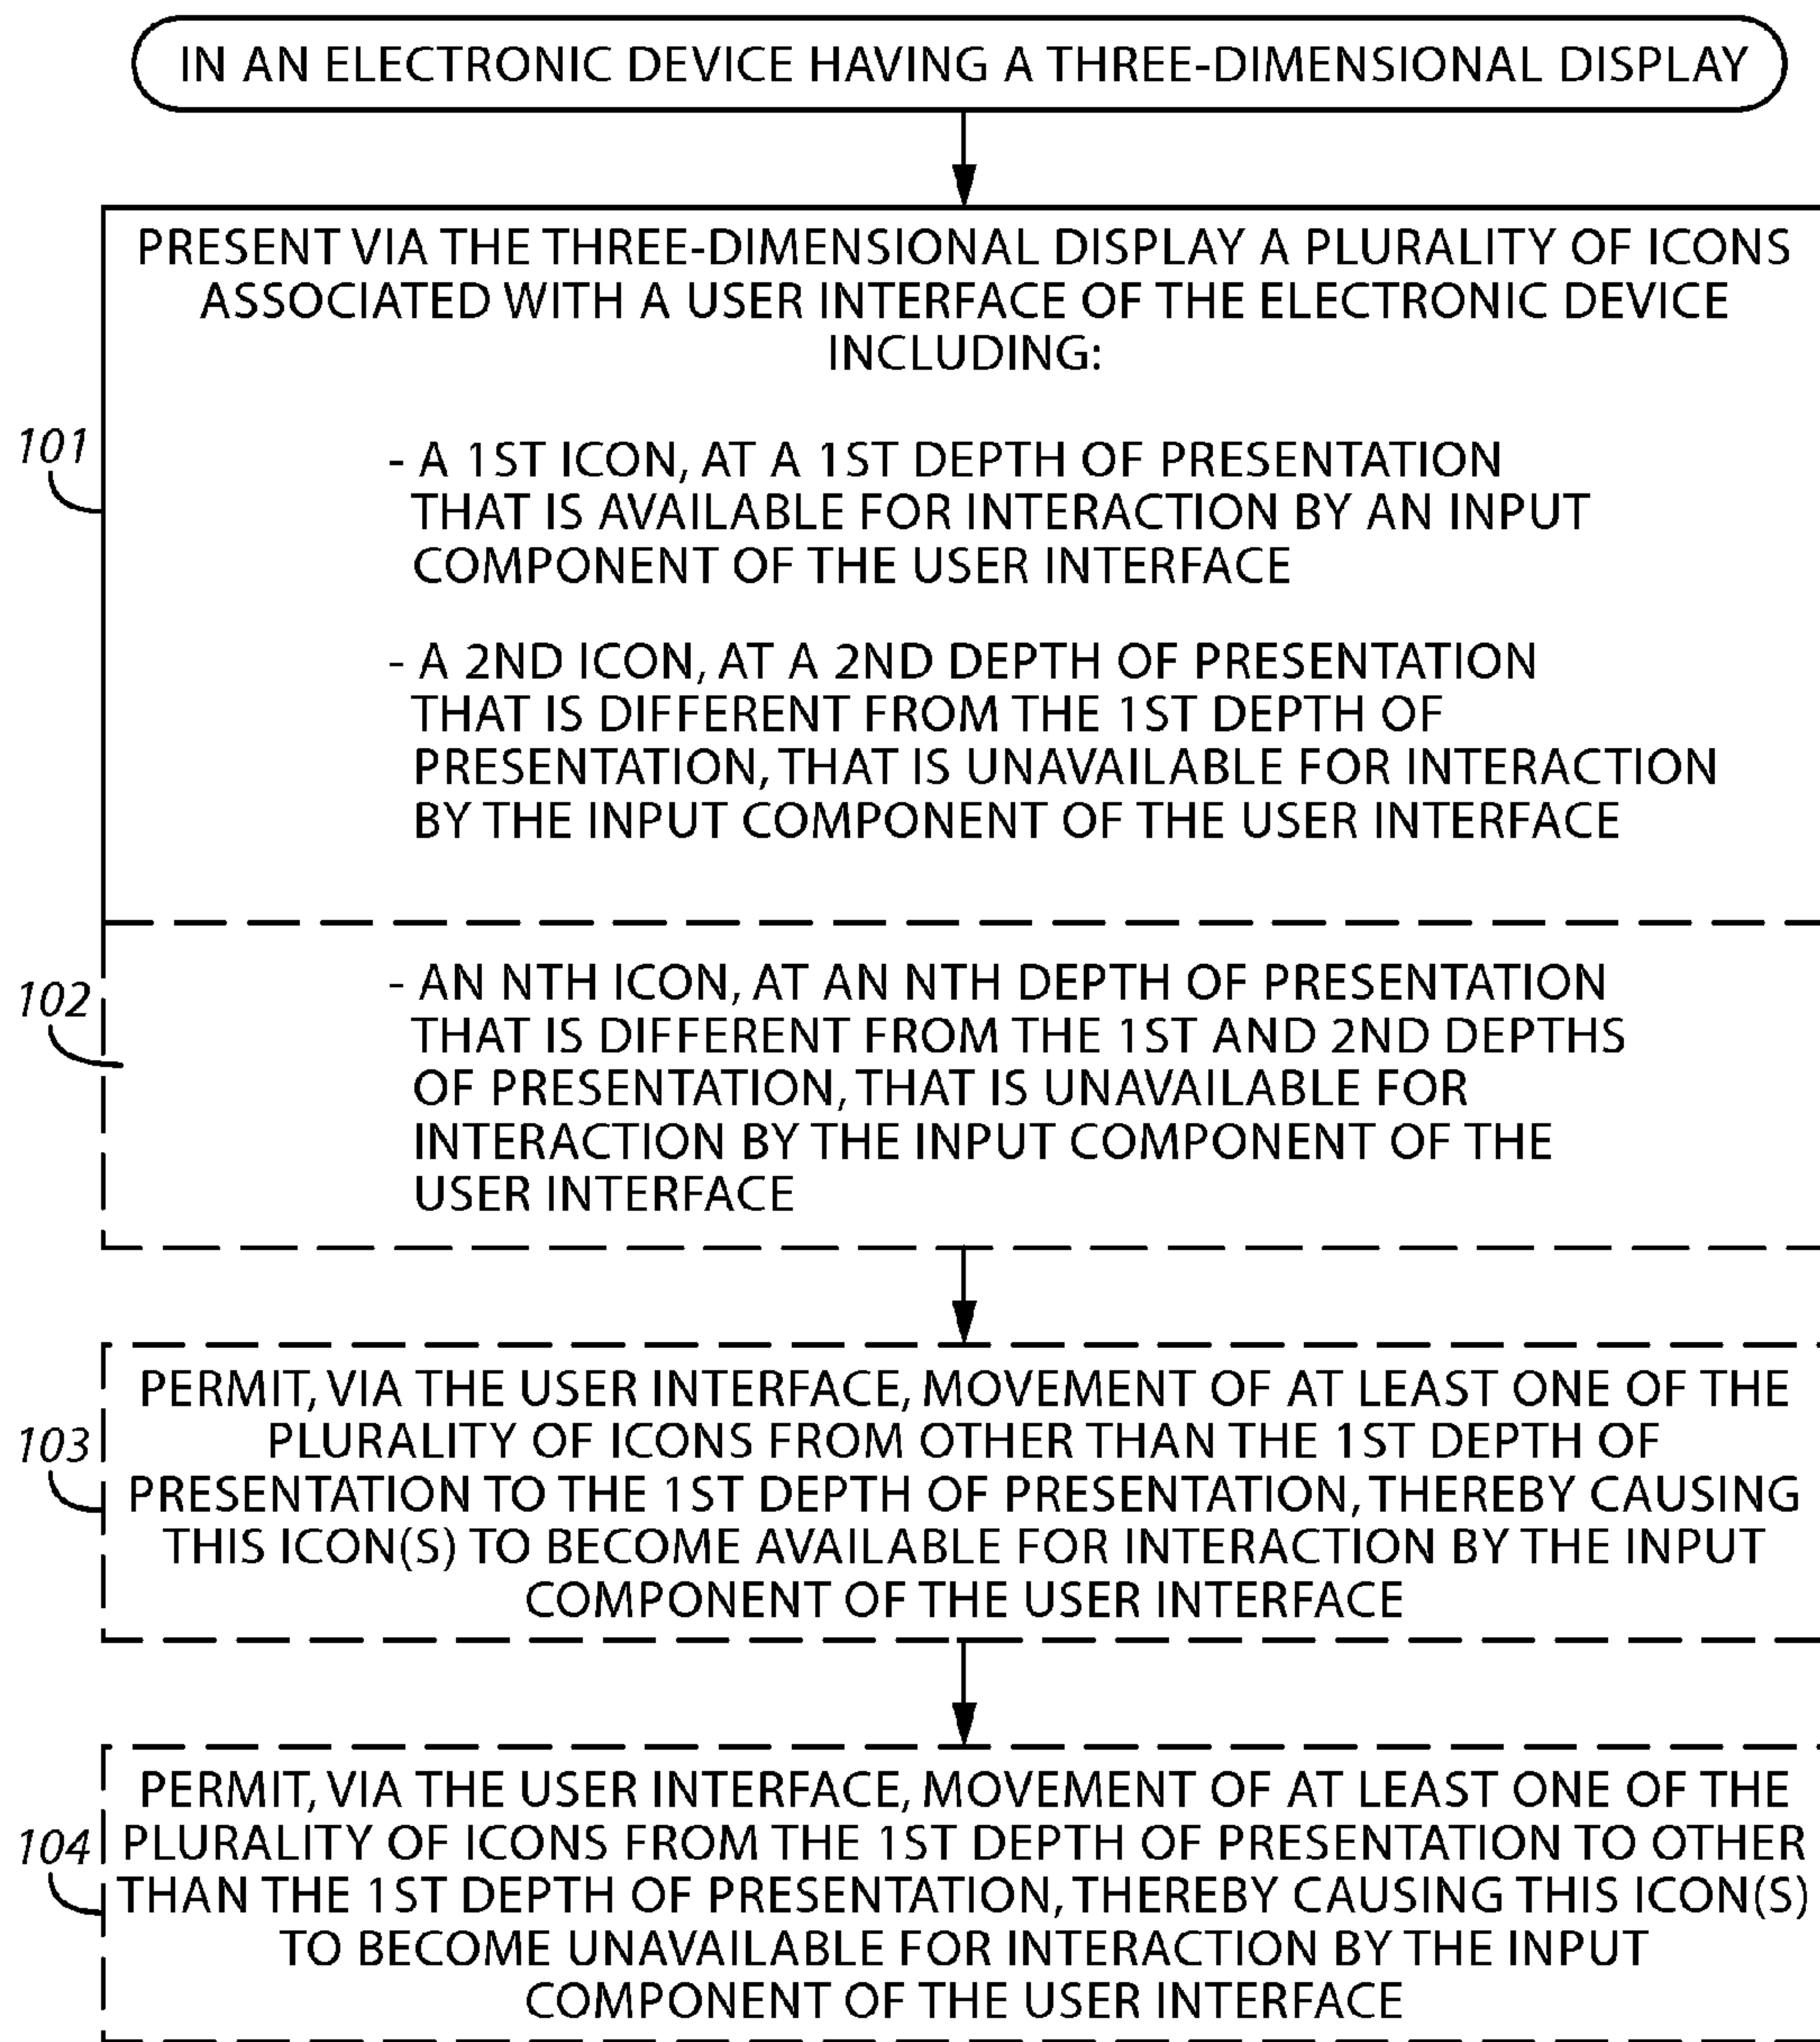 IN AN ELECTRONIC DEVICE HAVING A THREE-DIMENSIONAL DISPLAY
PRESENT VIA THE THREE-DIMENSIONAL DISPLAY A PLURALITY OF ICONS
ASSOCIATED WITH A USER INTERFACE OF THE ELECTRONIC DEVICE
INCLUDING:
101
- A 1ST ICON, AT A 1ST DEPTH OF PRESENTATION
THAT IS AVAILABLE FOR INTERACTION BY AN INPUT
COMPONENT OF THE USER INTERFACE
- A 2ND ICON, AT A 2ND DEPTH OF PRESENTATION
THAT IS DIFFERENT FROM THE 1ST DEPTH OF
PRESENTATION, THAT IS UNAVAILABLE FOR INTERACTION
BY THE INPUT COMPONENT OF THE USER INTERFACE
102
- AN NTH ICON, AT AN NTH DEPTH OF PRESENTATION
THAT IS DIFFERENT FROM THE 1ST AND 2ND DEPTHS
OF PRESENTATION, THAT IS UNAVAILABLE FOR
INTERACTION BY THE INPUT COMPONENT OF THE
USER INTERFACE
103
PERMIT, VIA THE USER INTERFACE, MOVEMENT OF AT LEAST ONE OF THE
PLURALITY OF ICONS FROM OTHER THAN THE 1ST DEPTH OF
PRESENTATION TO THE 1ST DEPTH OF PRESENTATION, THEREBY CAUSING
THIS ICON(S) TO BECOME AVAILABLE FOR INTERACTION BY THE INPUT
COMPONENT OF THE USER INTERFACE
104
PERMIT, VIA THE USER INTERFACE, MOVEMENT OF AT LEAST ONE OF THE
PLURALITY OF ICONS FROM THE 1ST DEPTH OF PRESENTATION TO OTHER
THAN THE 1ST DEPTH OF PRESENTATION, THEREBY CAUSING THIS ICON(S)
TO BECOME UNAVAILABLE FOR INTERACTION BY THE INPUT
COMPONENT OF THE USER INTERFACE